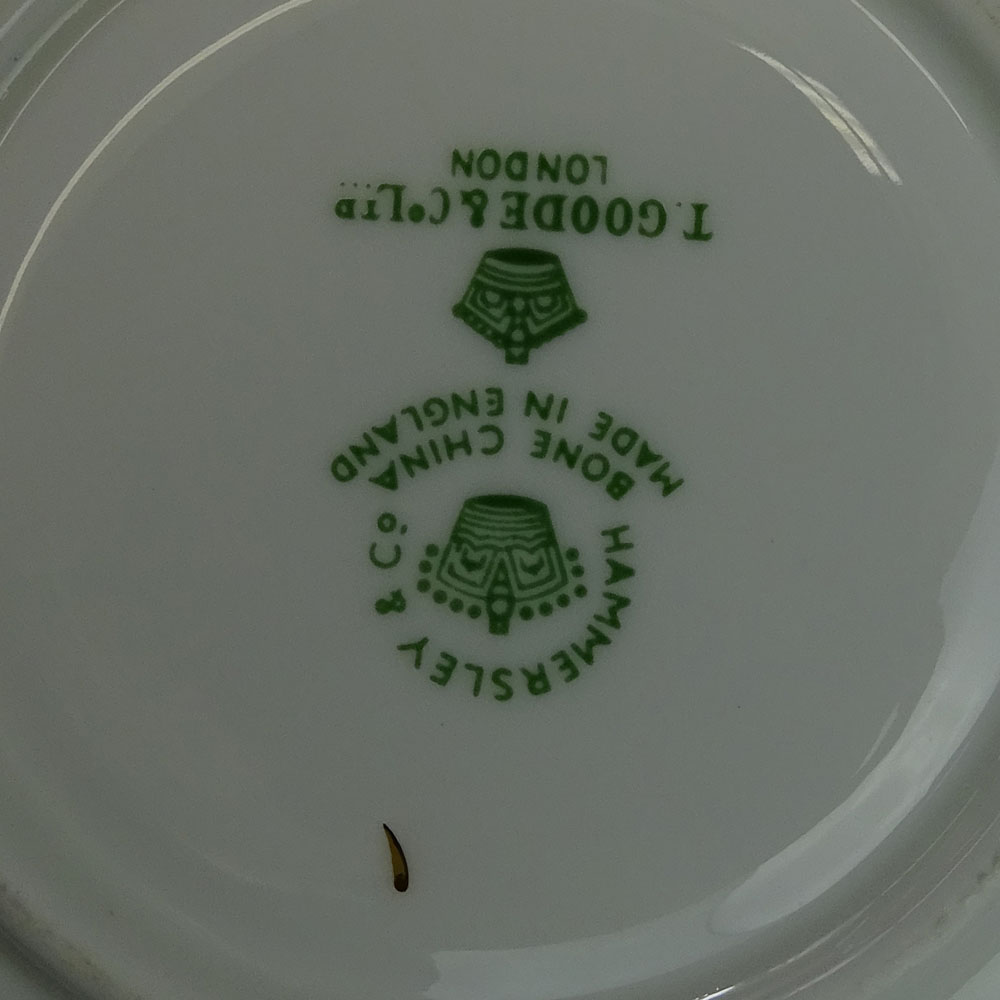 HAMMERSLEY & Co.
BONE CHINA
MADE IN ENGLAND
T. GOODE & Co. LTD
LONDON